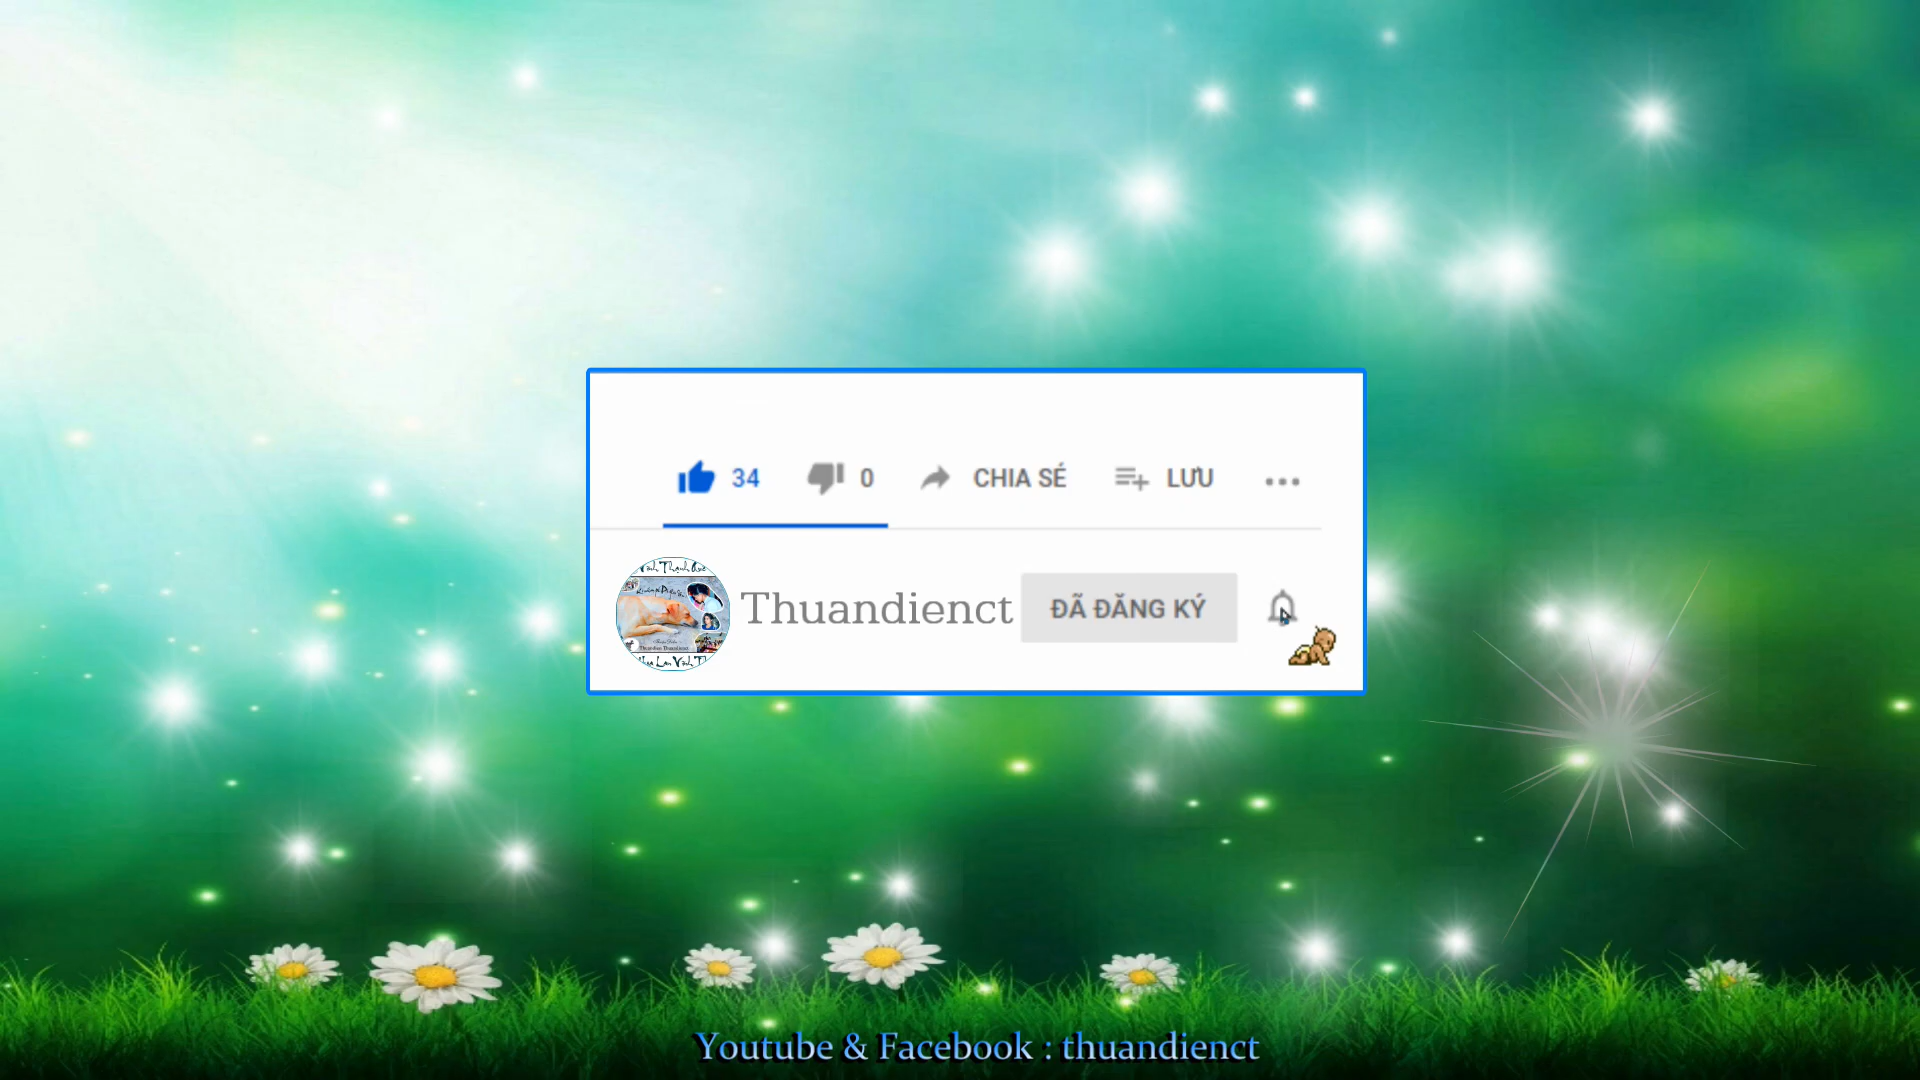 34 0 CHIA SẺ LƯU
Thuandienct ĐÃ ĐĂNG KÝ
Youtube & Facebook : thuandienct